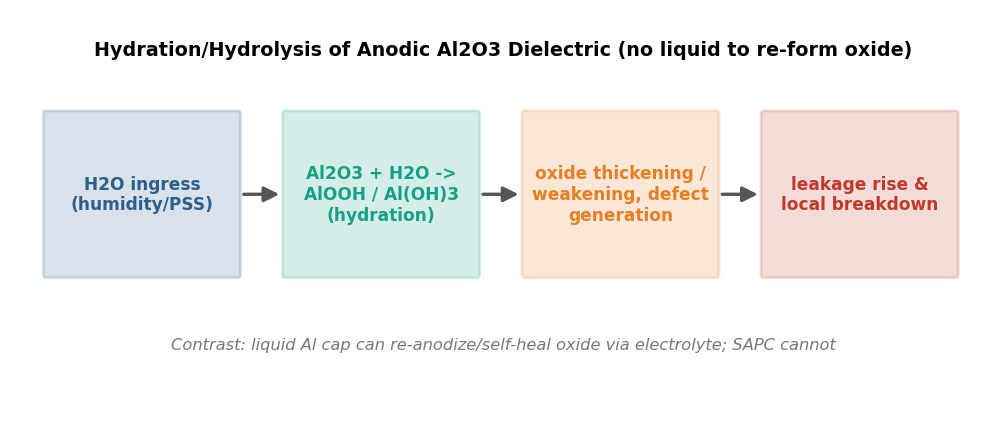 Hydration/Hydrolysis of Anodic Al2O3 Dielectric (no liquid to re-form oxide)
H2O ingress
(humidity/PSS)
Al2O3 + H2O ->
AlOOH / Al(OH)3
(hydration)
oxide thickening /
weakening, defect
generation
leakage rise &
local breakdown
Contrast: liquid Al cap can re-anodize/self-heal oxide via electrolyte; SAPC cannot